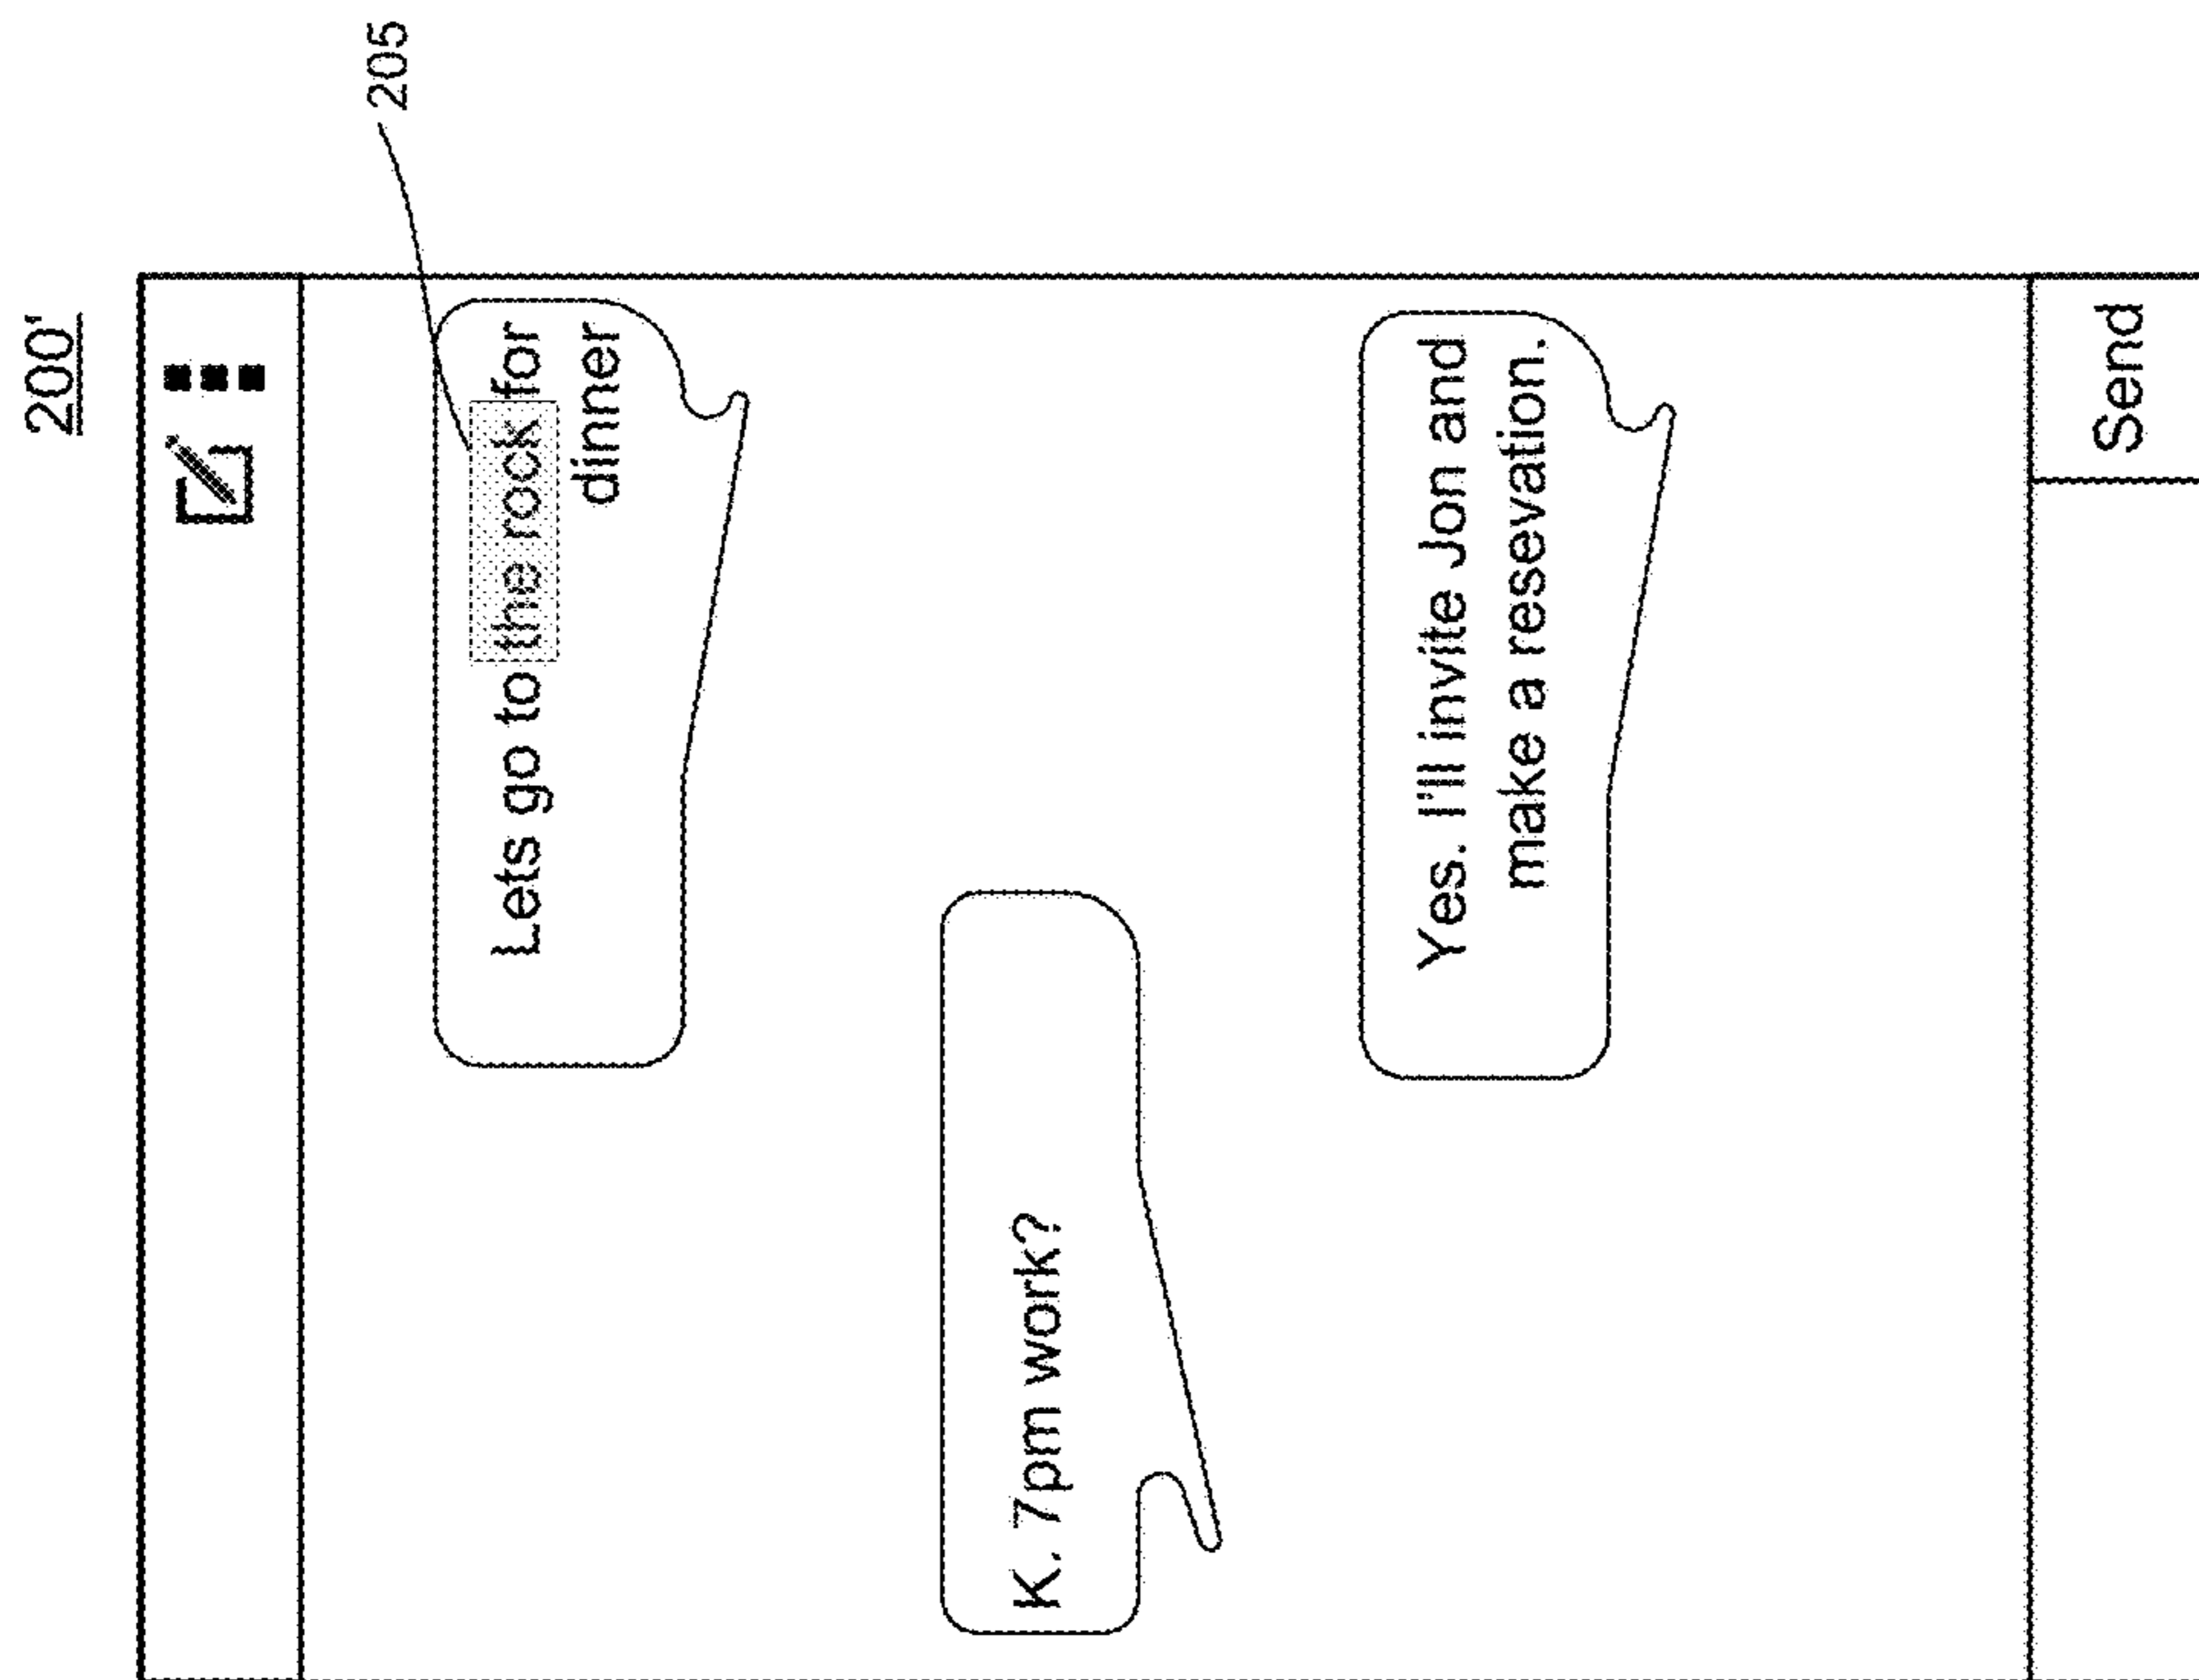 200'
205
Lets go to the rock for
dinner
K. 7pm work?
Yes. I'll invite Jon and
make a resevation.
Send